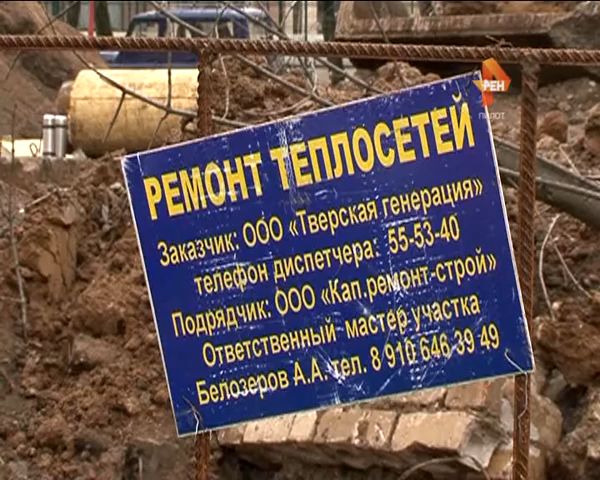 РЕН
ПИЛОТ
РЕМОНТ ТЕПЛОСЕТЕЙ
Заказчик: ООО «Тверская генерация»
телефон диспетчера: 55-53-40
Подрядчик: ООО «Кап.ремонт-строй»
Ответственный мастер участка
Белозеров А.А. тел. 8 910 646 39 49